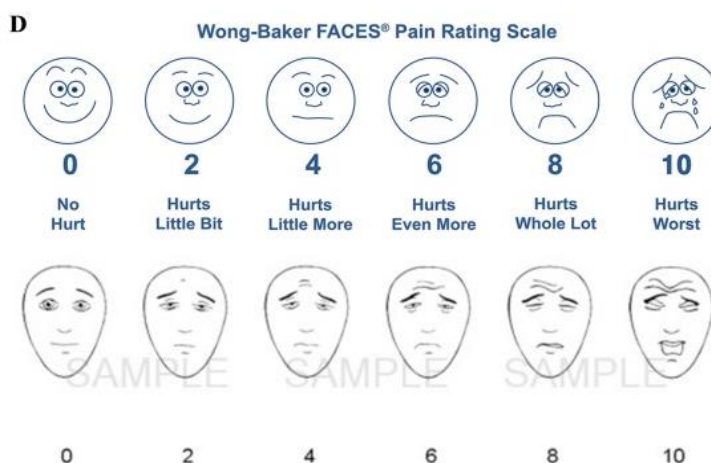 D
Wong-Baker FACES® Pain Rating Scale
0 2 4 6 8 10
No Hurts Hurts Hurts Hurts Hurts
Hurt Little Bit Little More Even More Whole Lot Worst
SAMPLE SAMPLE SAMPLE
0 2 4 6 8 10